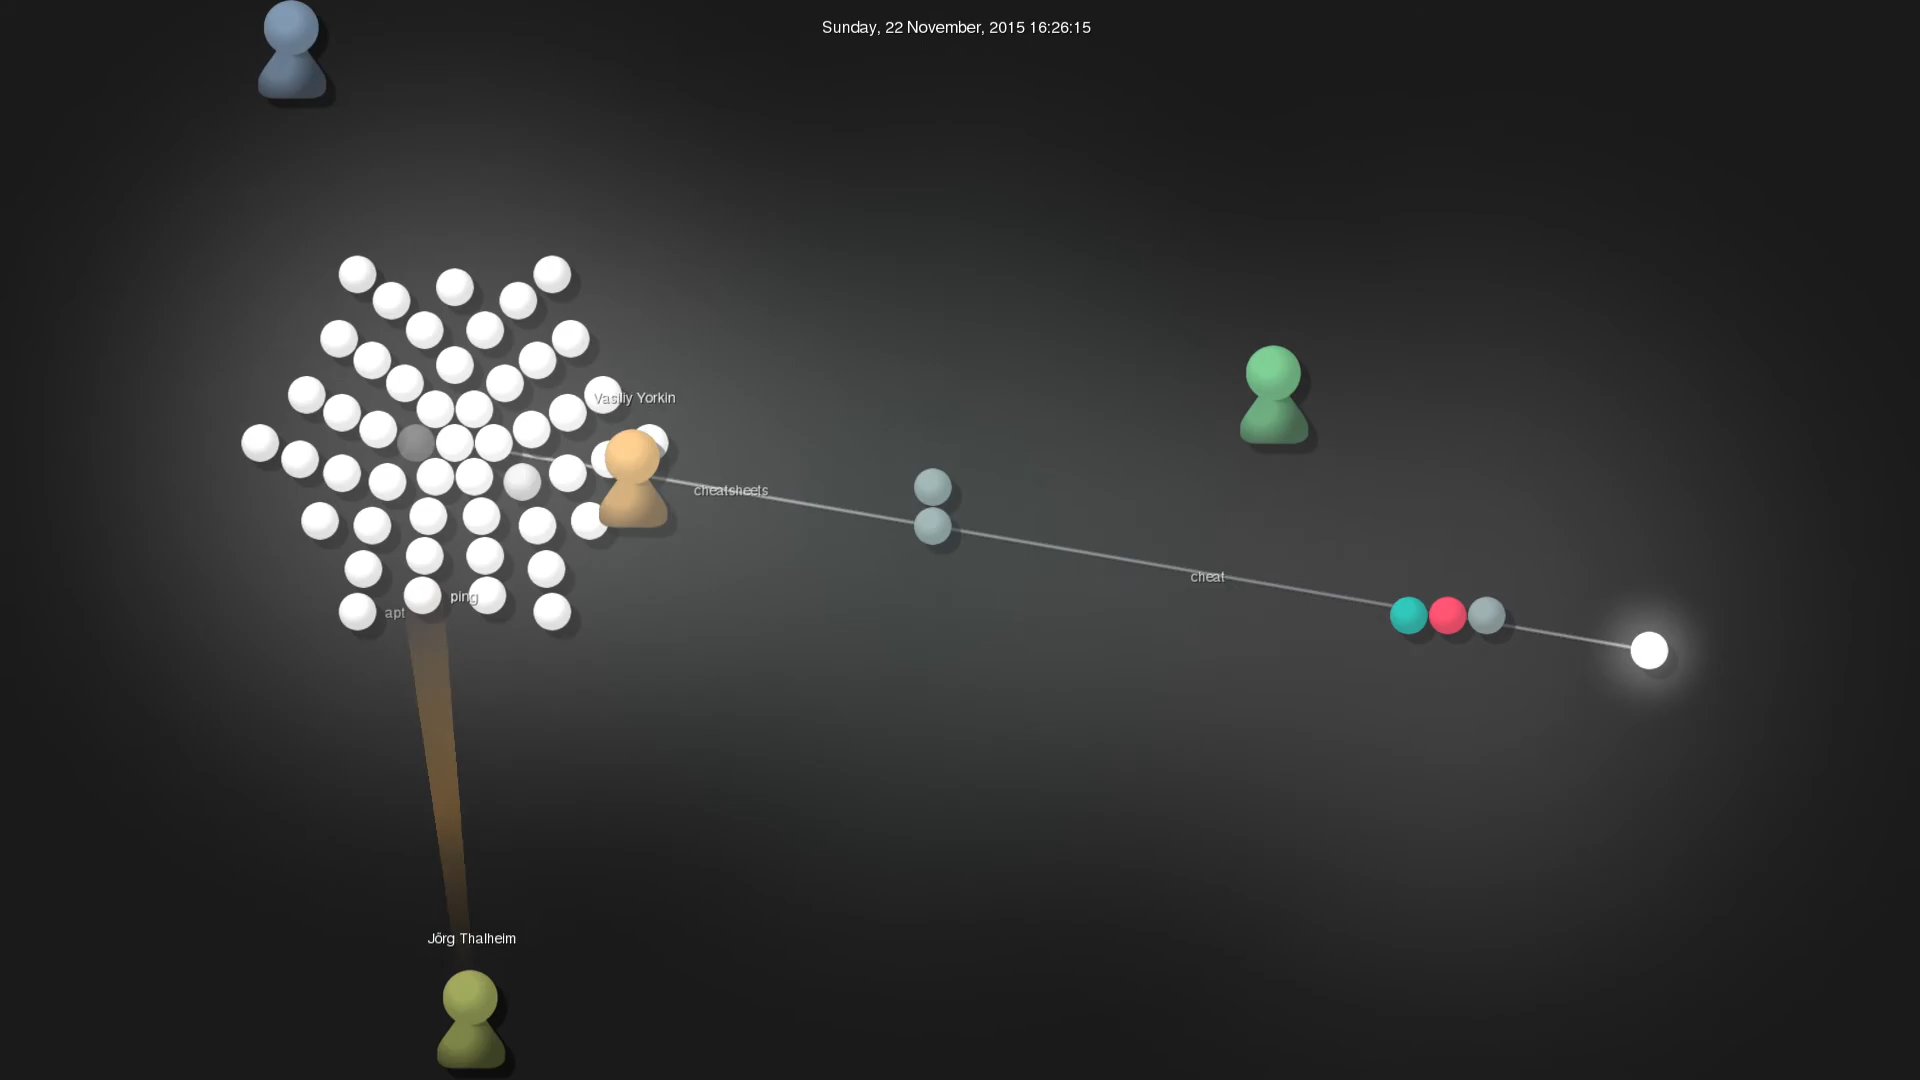 Sunday, 22 November, 2015 16:26:15
Vasiliy Yorkin
cheatsheets
cheat
ping
apt
Jörg Thalheim